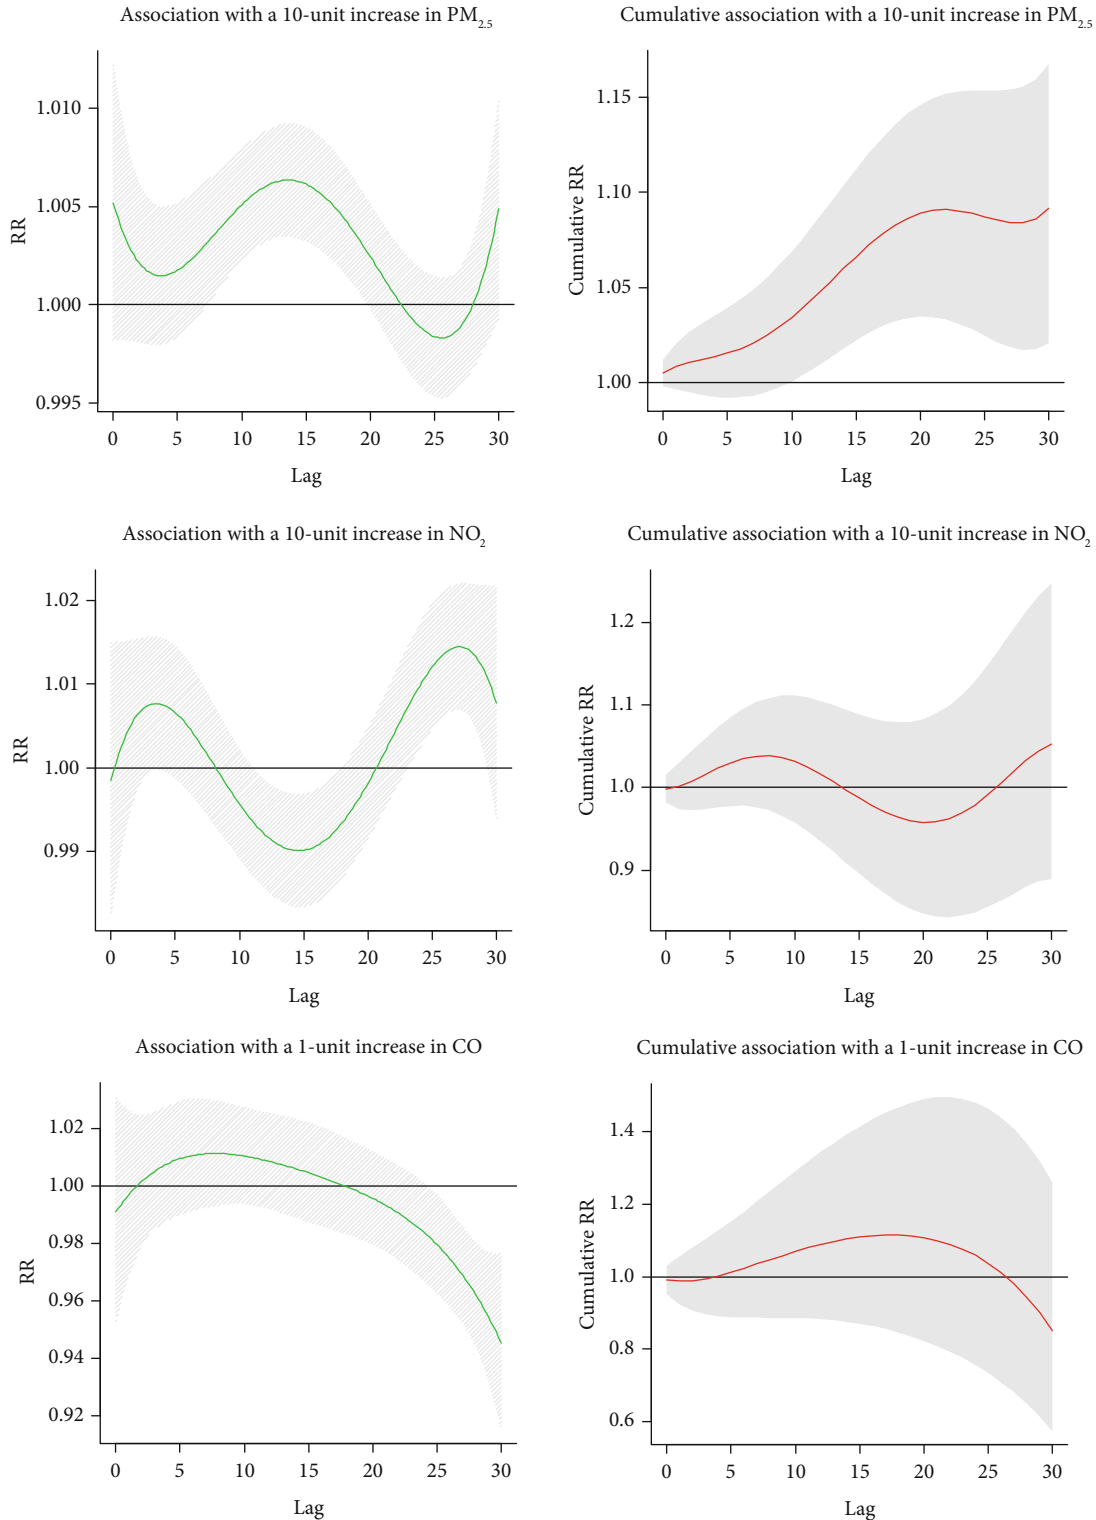 Association with a 10-unit increase in PM2.5
1.010
1.005
1.000
0.995
RR
0 5 10 15 20 25 30
Lag
Cumulative association with a 10-unit increase in PM2.5
1.15
1.10
1.05
1.00
Cumulative RR
0 5 10 15 20 25 30
Lag
Association with a 10-unit increase in NO2
1.02
1.01
1.00
0.99
RR
0 5 10 15 20 25 30
Lag
Cumulative association with a 10-unit increase in NO2
1.2
1.1
1.0
0.9
Cumulative RR
0 5 10 15 20 25 30
Lag
Association with a 1-unit increase in CO
1.02
1.00
0.98
0.96
0.94
0.92
RR
0 5 10 15 20 25 30
Lag
Cumulative association with a 1-unit increase in CO
1.4
1.2
1.0
0.8
0.6
Cumulative RR
0 5 10 15 20 25 30
Lag